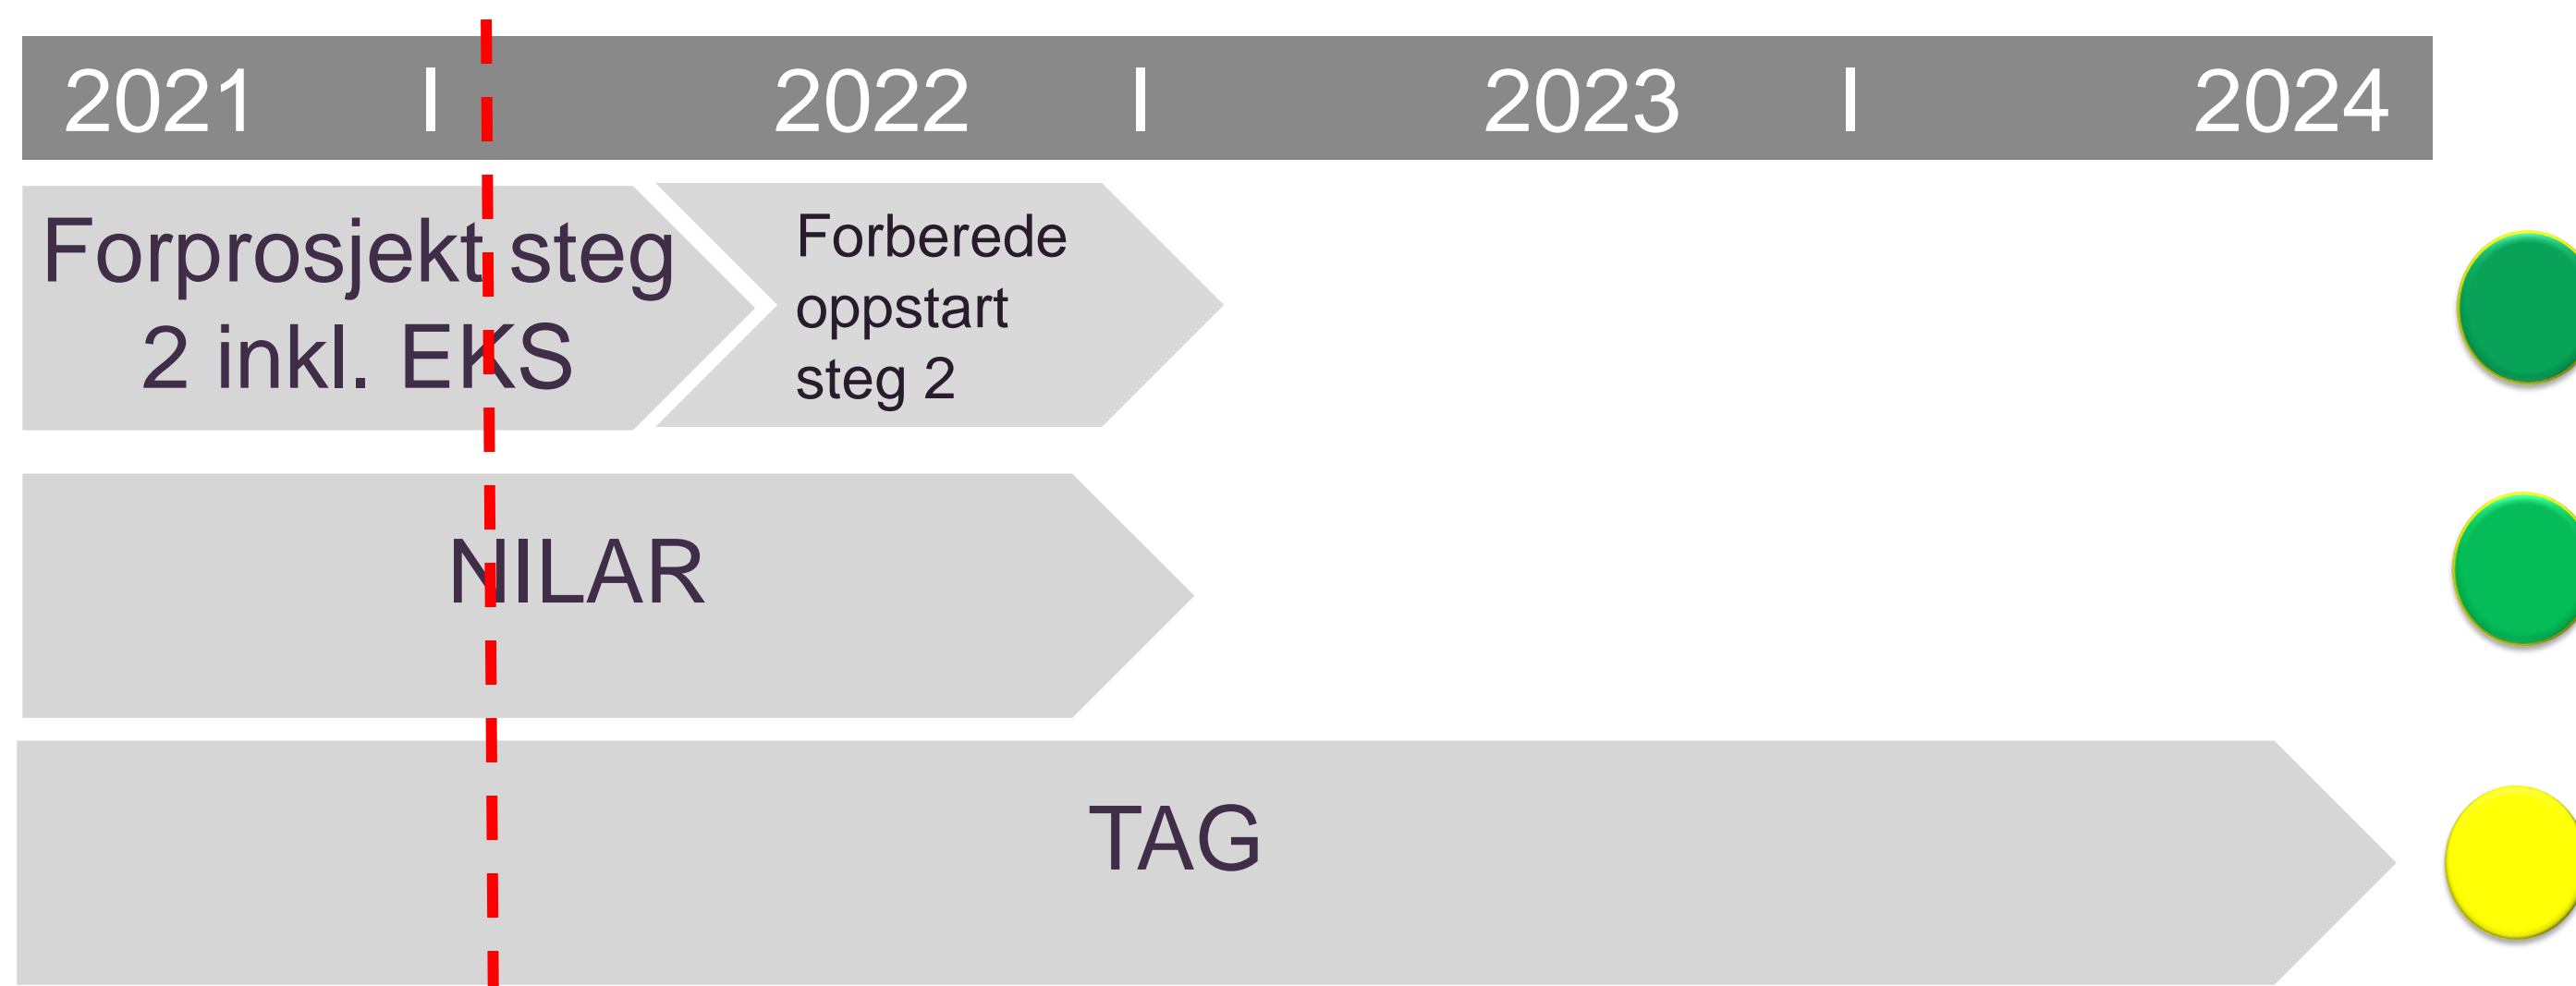 2021 I 2022 I 2023 I 2024
Forprosjekt steg
2 inkl. EKS
Forberede
oppstart
steg 2
NILAR
TAG